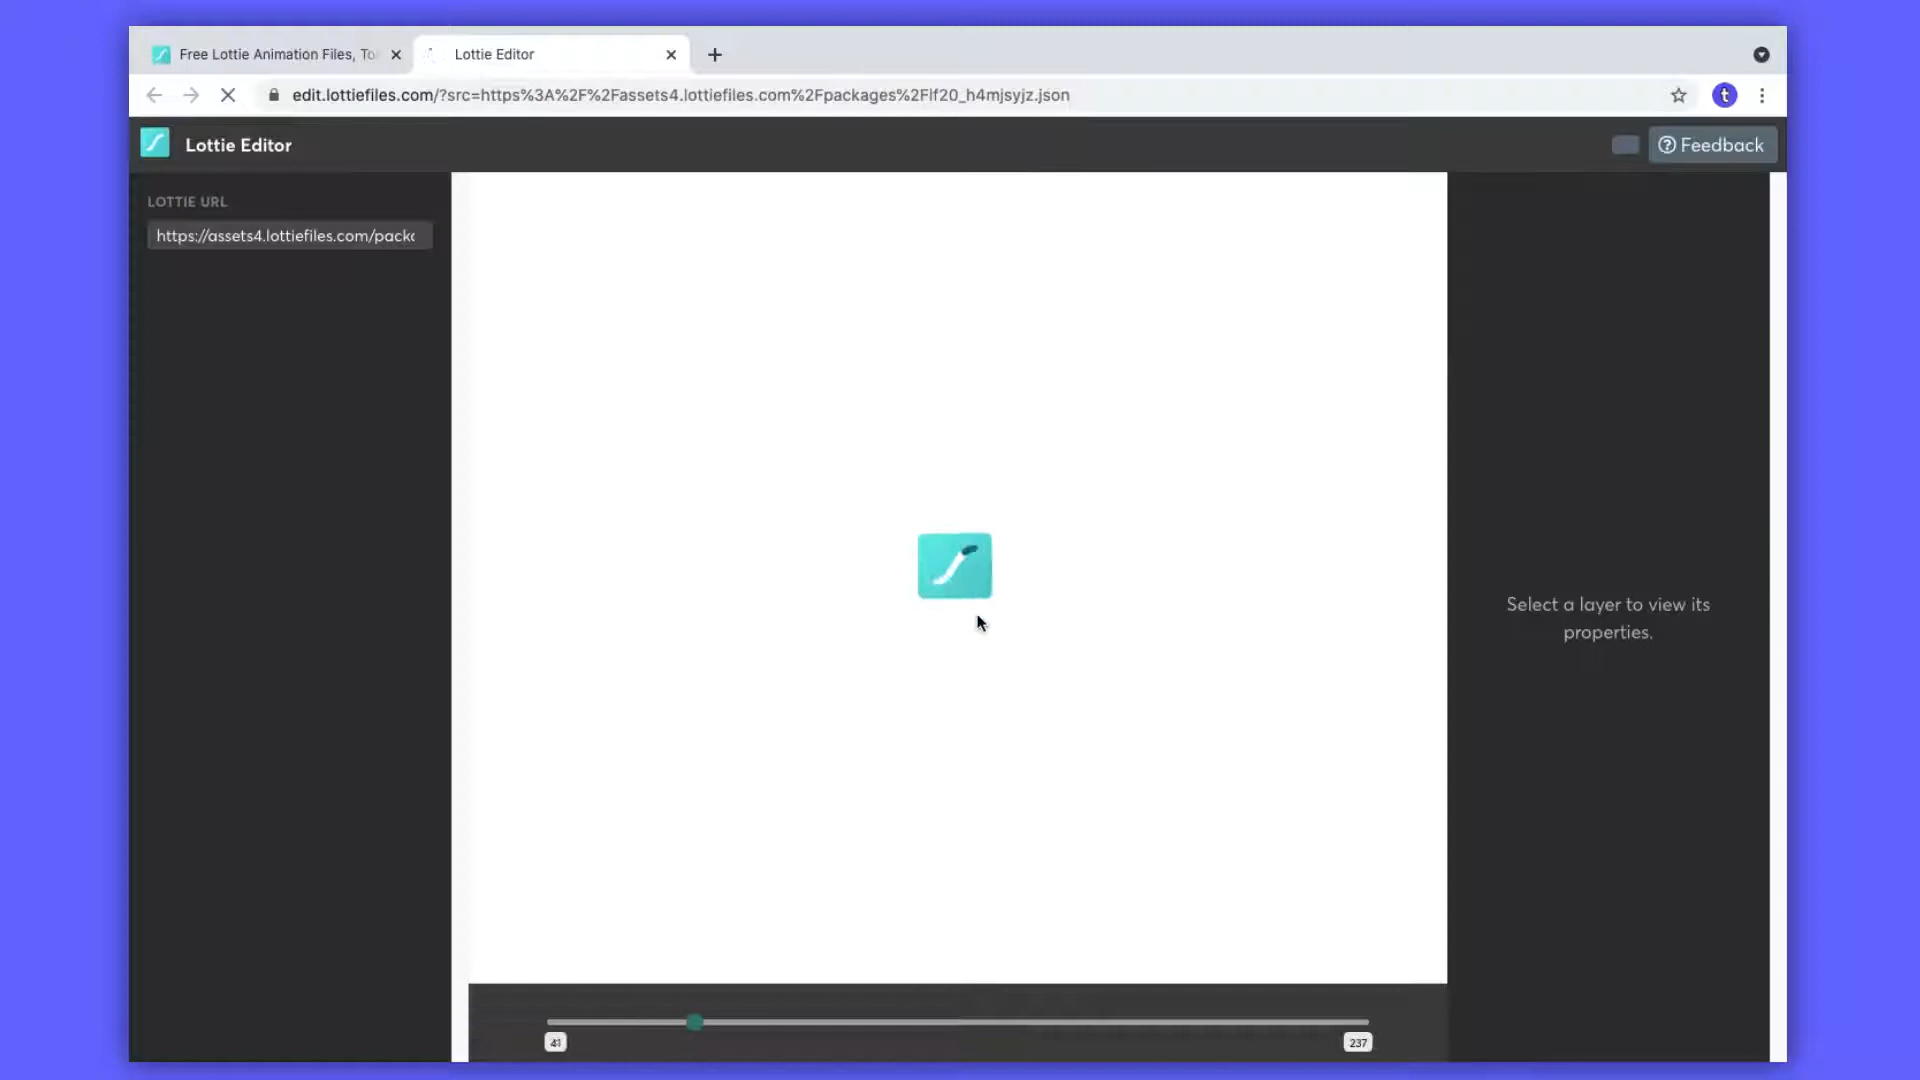 Free Lottie Animation Files, To
Lottie Editor
edit.lottiefiles.com/?src=https%3A%2F%2Fassets4.lottiefiles.com%2Fpackages%2Flf20_h4mjsyjz.json
t
Lottie Editor
Feedback
LOTTIE URL
https://assets4.lottiefiles.com/packa
Select a layer to view its
properties.
237